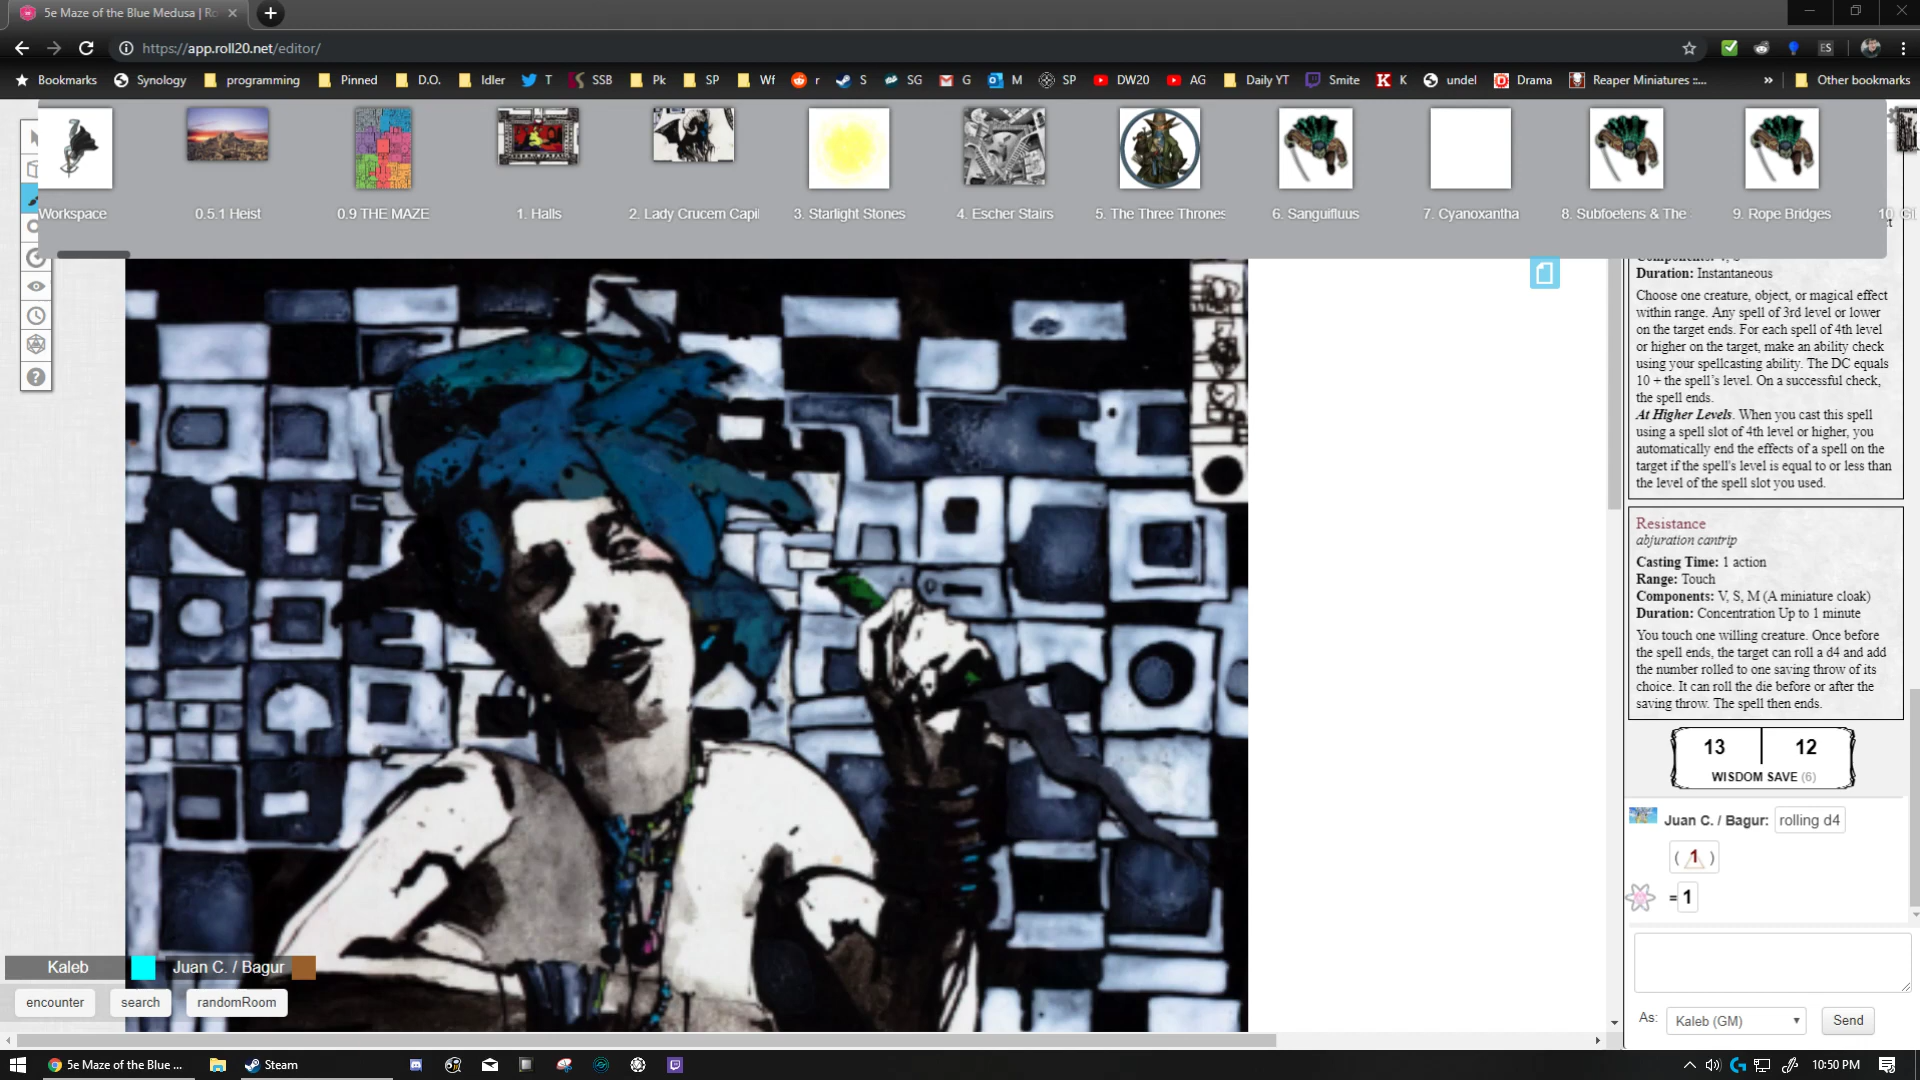 5e Maze of the Blue Medusa | Ro
https://app.roll20.net/editor/
ES
Bookmarks Synology programming Pinned D.O. Idler T SSB Pk SP Wf r S SG G M SP DW20 AG Daily YT Smite K undel Drama Reaper Miniatures ::... » Other bookmarks
Workspace
0.5.1 Heist
0.9 THE MAZE
1. Halls
2. Lady Crucem Capi
3. Starlight Stones
4. Escher Stairs
5. The Three Thrones
6. Sanguifluus
7. Cyanoxantha
8. Subfoetens & The
9. Rope Bridges
Duration: Instantaneous
Choose one creature, object, or magical effect
within range. Any spell of 3rd level or lower
on the target ends. For each spell of 4th level
or higher on the target, make an ability check
using your spellcasting ability. The DC equals
10 + the spell’s level. On a successful check,
the spell ends.
At Higher Levels. When you cast this spell
using a spell slot of 4th level or higher, you
automatically end the effects of a spell on the
target if the spell's level is equal to or less than
the level of the spell slot you used.
Resistance
abjuration cantrip
Casting Time: 1 action
Range: Touch
Components: V, S, M (A miniature cloak)
Duration: Concentration Up to 1 minute
You touch one willing creature. Once before
the spell ends, the target can roll a d4 and add
the number rolled to one saving throw of its
choice. It can roll the die before or after the
saving throw. The spell then ends.
13 12
WISDOM SAVE (6)
Juan C. / Bagur: rolling d4
( 1 )
=1
Kaleb Juan C. / Bagur
encounter search randomRoom
As: Kaleb (GM) Send
5e Maze of the Blue ... Steam 10:50 PM